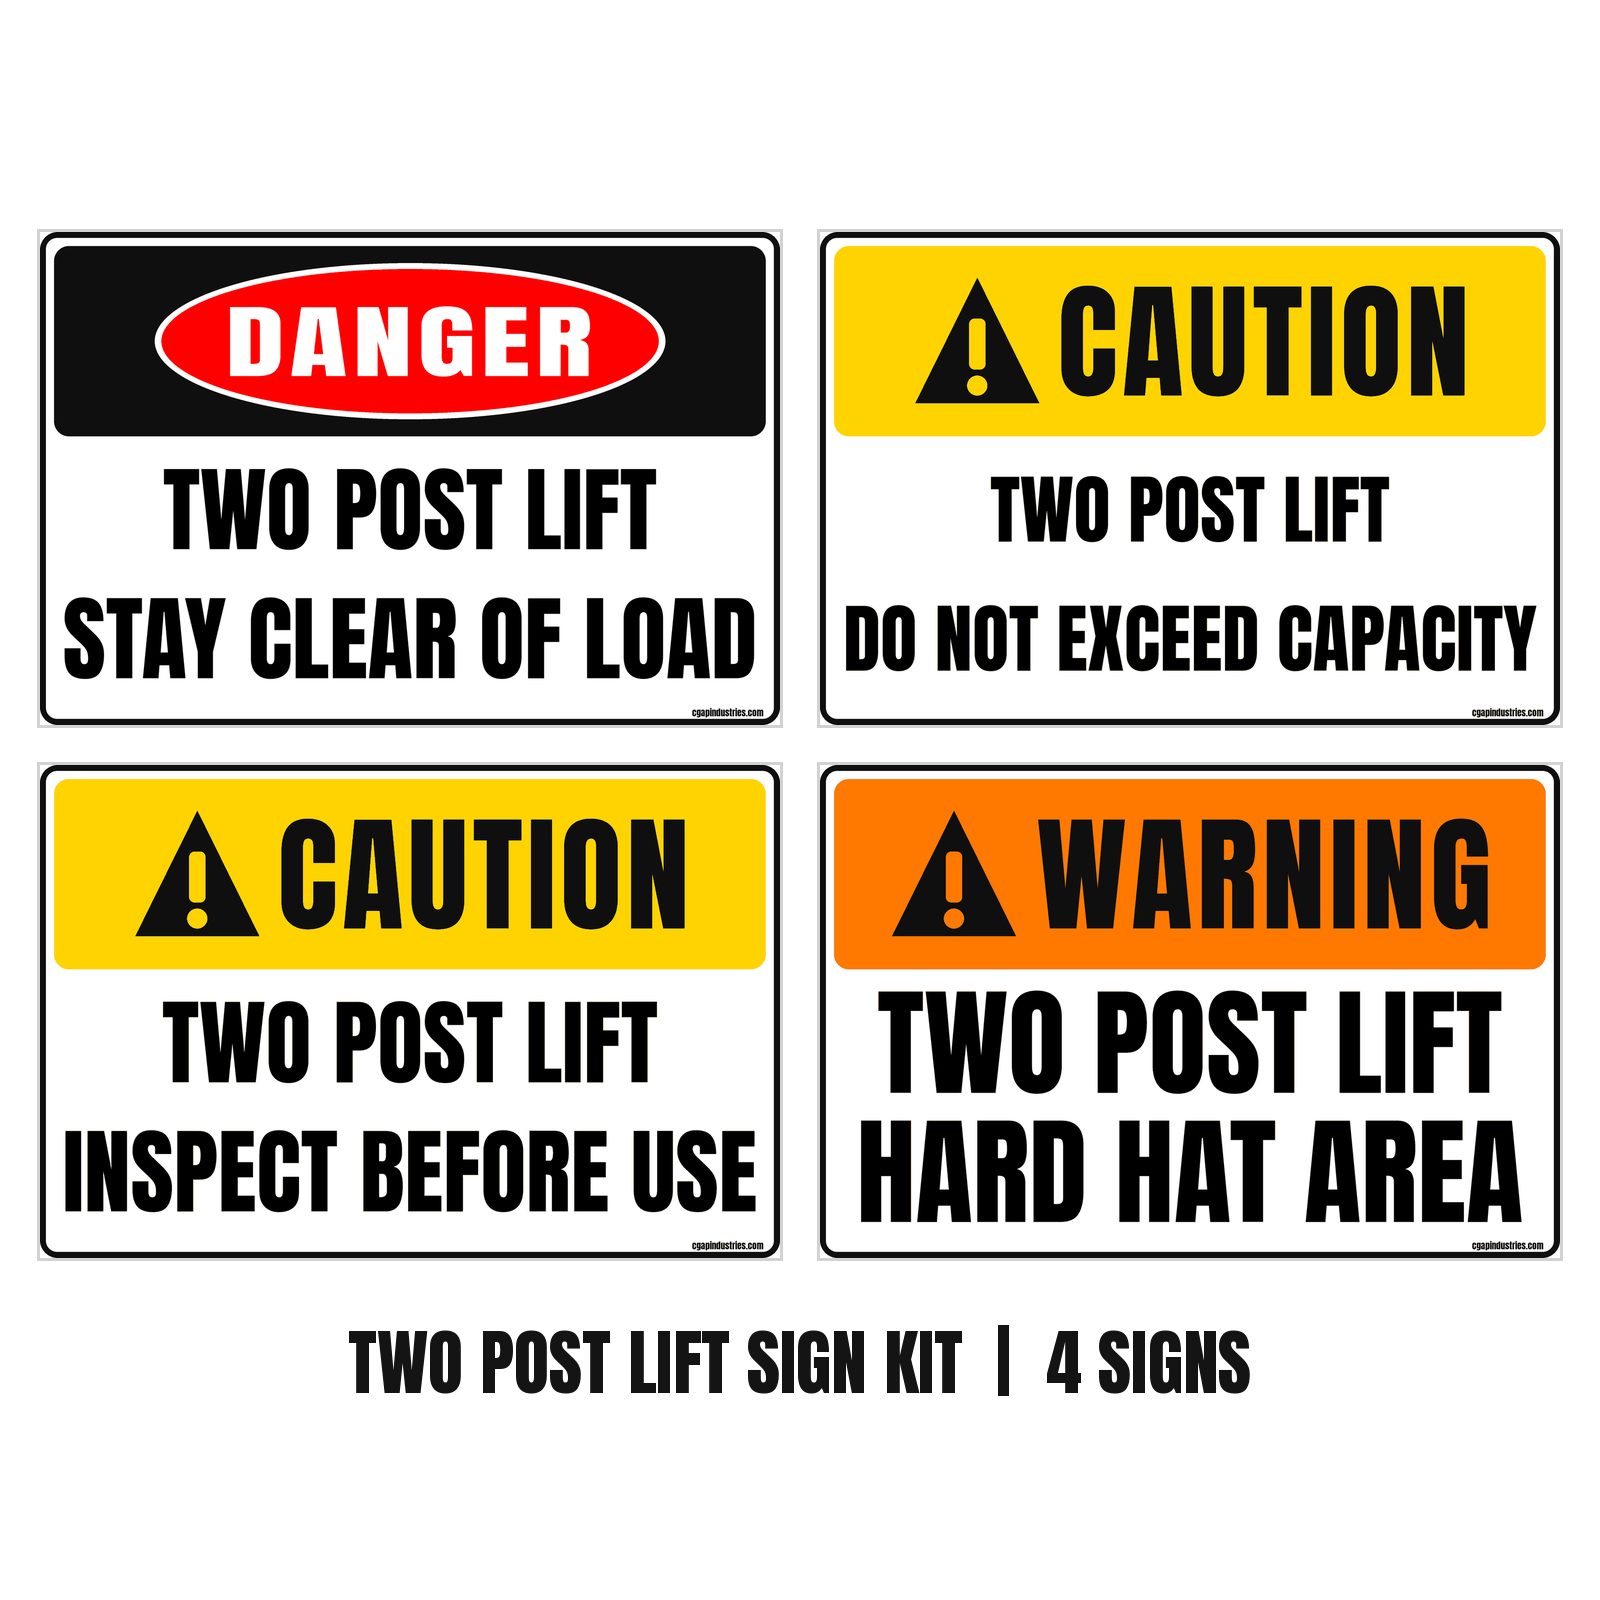 DANGER
TWO POST LIFT
STAY CLEAR OF LOAD
cgapindustries.com
CAUTION
TWO POST LIFT
DO NOT EXCEED CAPACITY
cgapindustries.com
CAUTION
TWO POST LIFT
INSPECT BEFORE USE
cgapindustries.com
WARNING
TWO POST LIFT
HARD HAT AREA
cgapindustries.com
TWO POST LIFT SIGN KIT | 4 SIGNS